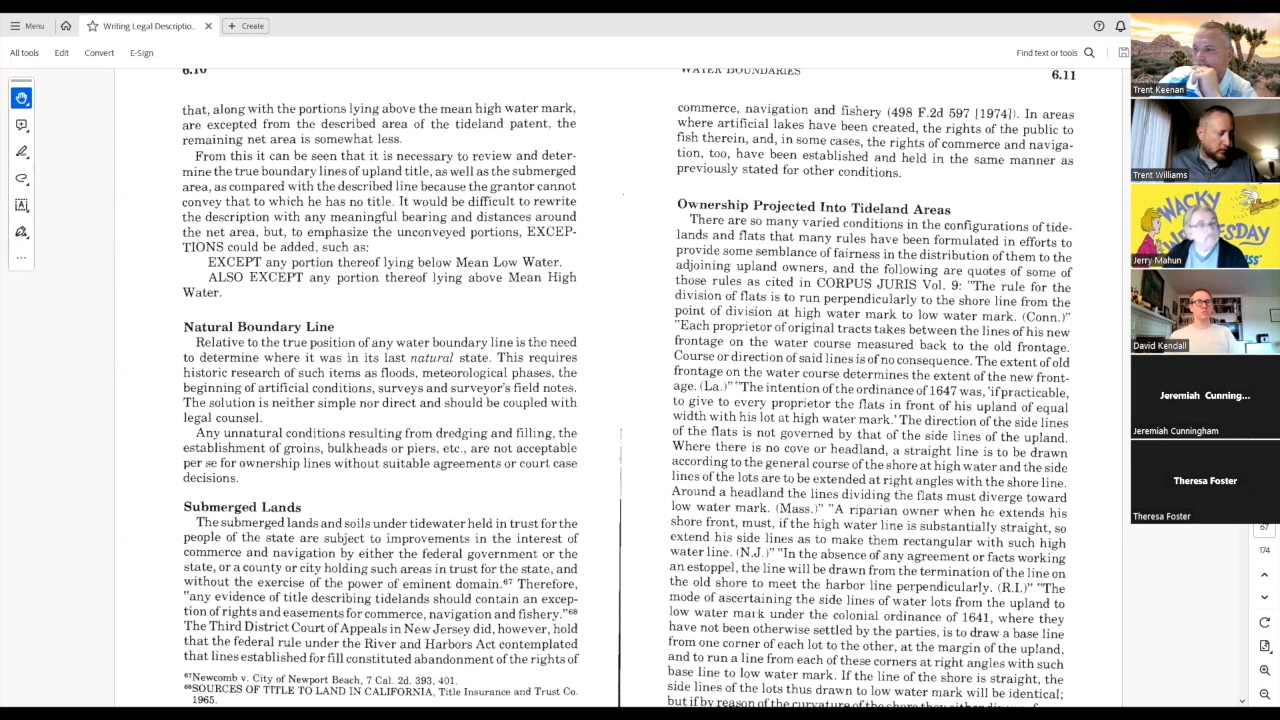 Menu
Writing Legal Descriptio...
Create
All tools
Edit
Convert
E-Sign
Find text or tools
6.10
that, along with the portions lying above the mean high water mark,
are excepted from the described area of the tideland patent, the
remaining net area is somewhat less.
From this it can be seen that it is necessary to review and deter-
mine the true boundary lines of upland title, as well as the submerged
area, as compared with the described line because the grantor cannot
convey that to which he has no title. It would be difficult to rewrite
the description with any meaningful bearing and distances around
the net area, but, to emphasize the unconveyed portions, EXCEP-
TIONS could be added, such as:
EXCEPT any portion thereof lying below Mean Low Water.
ALSO EXCEPT any portion thereof lying above Mean High
Water.
Natural Boundary Line
Relative to the true position of any water boundary line is the need
to determine where it was in its last natural state. This requires
historic research of such items as floods, meteorological phases, the
beginning of artificial conditions, surveys and surveyor's field notes.
The solution is neither simple nor direct and should be coupled with
legal counsel.
Any unnatural conditions resulting from dredging and filling, the
establishment of groins, bulkheads or piers, etc., are not acceptable
per se for ownership lines without suitable agreements or court case
decisions.
Submerged Lands
The submerged lands and soils under tidewater held in trust for the
people of the state are subject to improvements in the interest of
commerce and navigation by either the federal government or the
state, or a county or city holding such areas in trust for the state, and
without the exercise of the power of eminent domain.67 Therefore,
"any evidence of title describing tidelands should contain an excep-
tion of rights and easements for commerce, navigation and fishery."68
The Third District Court of Appeals in New Jersey did, however, hold
that the federal rule under the River and Harbors Act contemplated
that lines established for fill constituted abandonment of the rights of
67Newcomb v. City of Newport Beach, 7 Cal. 2d. 393, 401.
68SOURCES OF TITLE TO LAND IN CALIFORNIA, Title Insurance and Trust Co.
1965.
WATER BOUNDARIES
6.11
commerce, navigation and fishery (498 F.2d 597 [1974]). In areas
where artificial lakes have been created, the rights of the public to
fish therein, and, in some cases, the rights of commerce and naviga-
tion, too, have been established and held in the same manner as
previously stated for other conditions.
Ownership Projected Into Tideland Areas
There are so many varied conditions in the configurations of tide-
lands and flats that many rules have been formulated in efforts to
provide some semblance of fairness in the distribution of them to the
adjoining upland owners, and the following are quotes of some of
those rules as cited in CORPUS JURIS Vol. 9: "The rule for the
division of flats is to run perpendicularly to the shore line from the
point of division at high water mark to low water mark. (Conn.)"
"Each proprietor of original tracts takes between the lines of his new
frontage on the water course measured back to the old frontage.
Course or direction of said lines is of no consequence. The extent of old
frontage on the water course determines the extent of the new front-
age. (La.)" "The intention of the ordinance of 1647 was, 'if practicable,
to give to every proprietor the flats in front of his upland of equal
width with his lot at high water mark.' The direction of the side lines
of the flats is not governed by that of the side lines of the upland.
Where there is no cove or headland, a straight line is to be drawn
according to the general course of the shore at high water and the side
lines of the lots are to be extended at right angles with the shore line.
Around a headland the lines dividing the flats must diverge toward
low water mark. (Mass.)" "A riparian owner when he extends his
shore front, must, if the high water line is substantially straight, so
extend his side lines as to make them rectangular with such high
water line. (N.J.)" "In the absence of any agreement or facts working
an estoppel, the line will be drawn from the termination of the line on
the old shore to meet the harbor line perpendicularly. (R.I.)" "The
mode of ascertaining the side lines of water lots from the upland to
low water mark under the colonial ordinance of 1641, where they
have not been otherwise settled by the parties, is to draw a base line
from one corner of each lot to the other, at the margin of the upland,
and to run a line from each of these corners at right angles with such
base line to low water mark. If the line of the shore is straight, the
side lines of the lots thus drawn to low water mark will be identical;
but if by reason of the curvature of the shore they either
Trent Keenan
Trent Williams
WACKY
Jerry Mahun
David Kendall
Jeremiah Cunning...
Jeremiah Cunningham
Theresa Foster
Theresa Foster
67
174